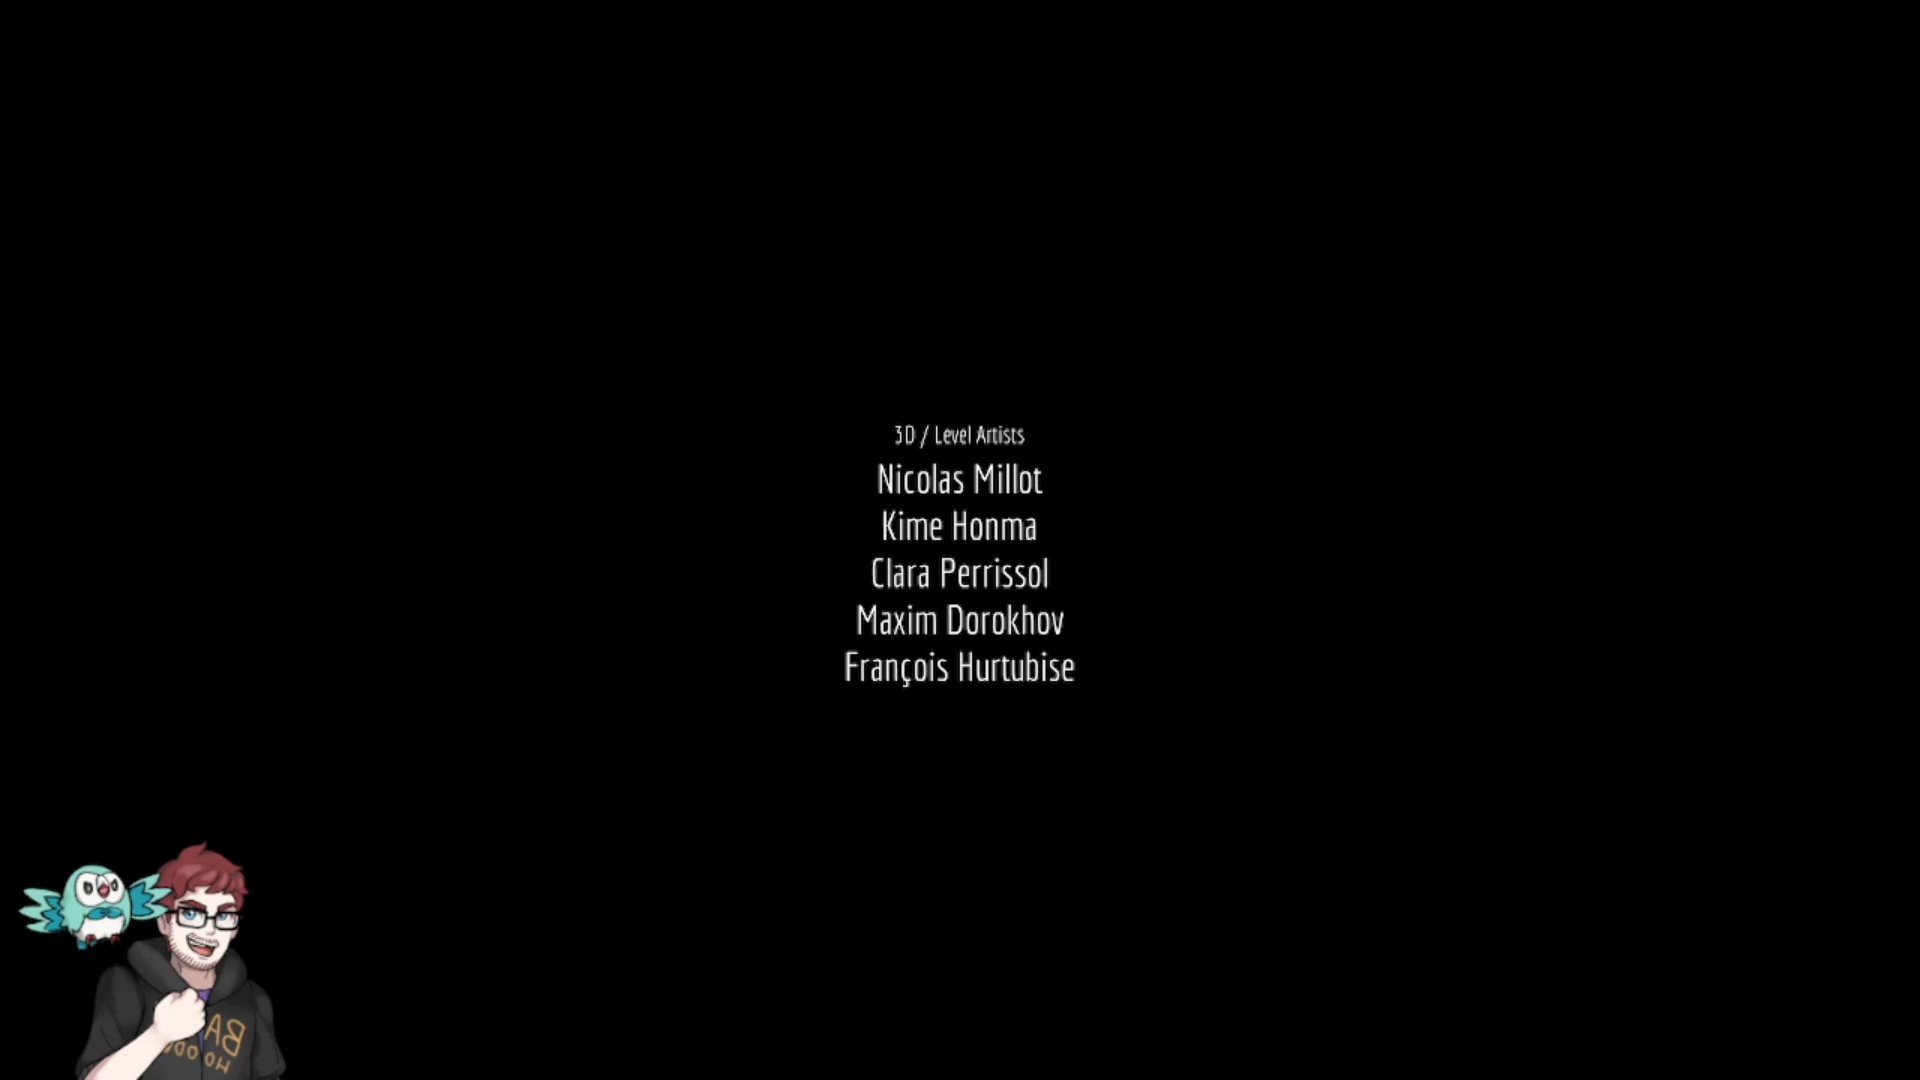 3D / Level Artists
Nicolas Millot
Kime Honma
Clara Perrissol
Maxim Dorokhov
François Hurtubise